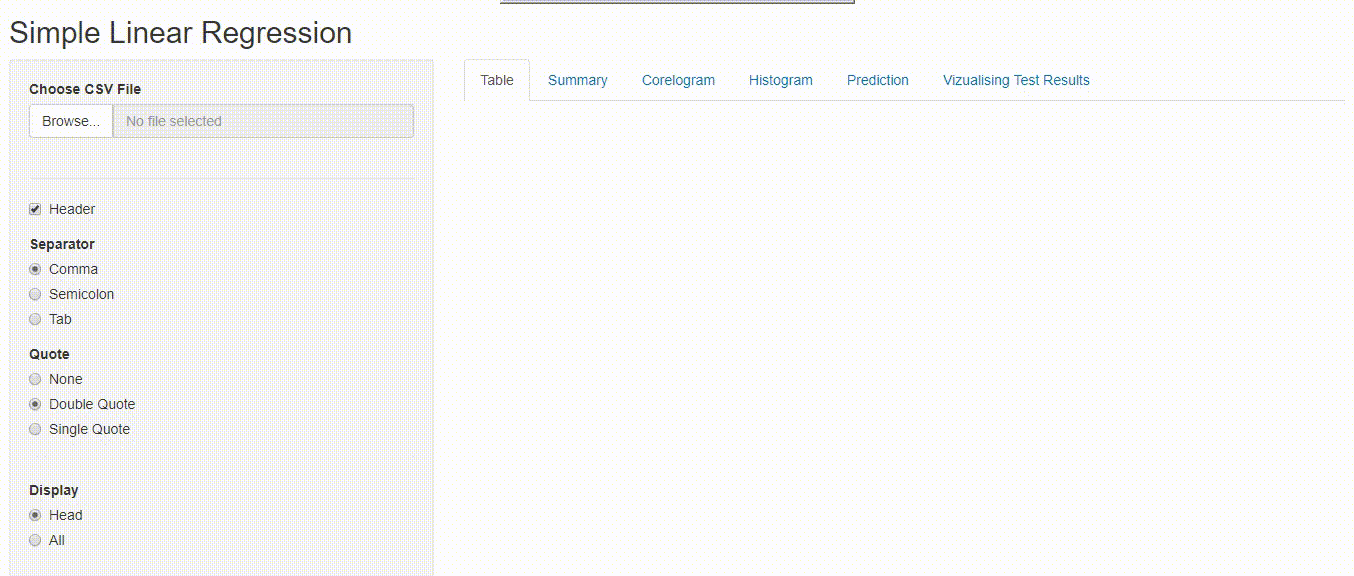 Simple Linear Regression
Choose CSV File
Browse... No file selected
Header
Separator
Comma
Semicolon
Tab
Quote
None
Double Quote
Single Quote
Display
Head
All
Table Summary Corelogram Histogram Prediction Vizualising Test Results